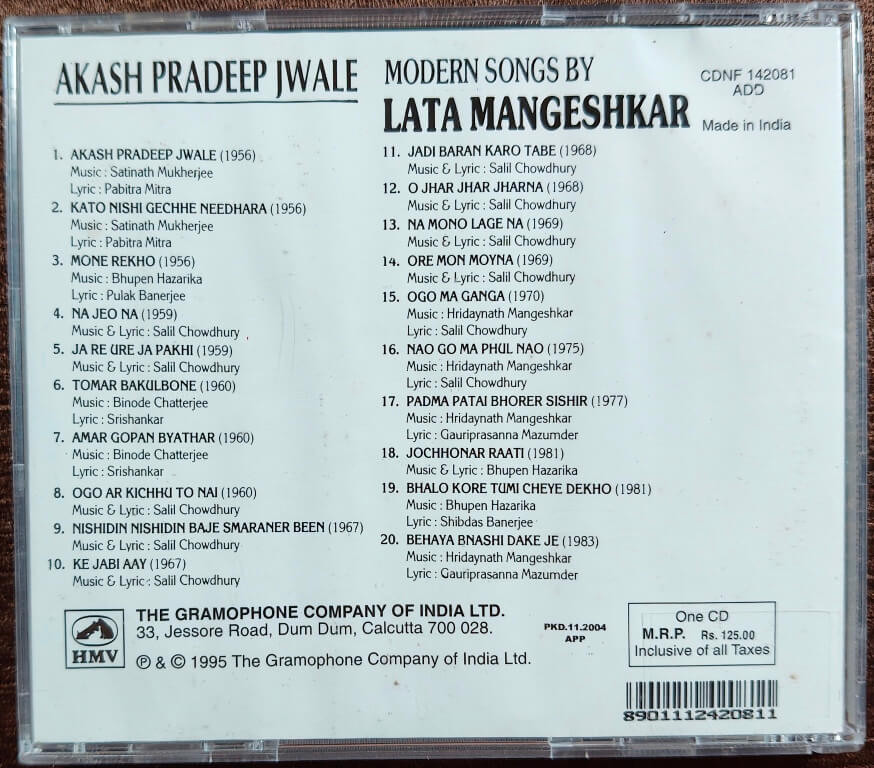 AKASH PRADEEP JWALE
MODERN SONGS BY
LATA MANGESHKAR
CDNF 142081
ADD
Made in India
1. AKASH PRADEEP JWALE (1956)
Music : Satinath Mukherjee
Lyric : Pabitra Mitra
2. KATO NISHI GECHHE NEEDHARA (1956)
Music : Satinath Mukherjee
Lyric : Pabitra Mitra
3. MONE REKHO (1956)
Music : Bhupen Hazarika
Lyric : Pulak Banerjee
4. NA JEO NA (1959)
Music & Lyric : Salil Chowdhury
5. JA RE URE JA PAKHI (1959)
Music & Lyric : Salil Chowdhury
6. TOMAR BAKULBONE (1960)
Music : Binode Chatterjee
Lyric : Srishankar
7. AMAR GOPAN BYATHAR (1960)
Music : Binode Chatterjee
Lyric : Srishankar
8. OGO AR KICHHU TO NAI (1960)
Music & Lyric : Salil Chowdhury
9. NISHIDIN NISHIDIN BAJE SMARANER BEEN (1967)
Music & Lyric : Salil Chowdhury
10. KE JABI AAY (1967)
Music & Lyric : Salil Chowdhury
11. JADI BARAN KARO TABE (1968)
Music & Lyric : Salil Chowdhury
12. O JHAR JHAR JHARNA (1968)
Music & Lyric : Salil Chowdhury
13. NA MONO LAGE NA (1969)
Music & Lyric : Salil Chowdhury
14. ORE MON MOYNA (1969)
Music & Lyric : Salil Chowdhury
15. OGO MA GANGA (1970)
Music : Hridaynath Mangeshkar
Lyric : Salil Chowdhury
16. NAO GO MA PHUL NAO (1975)
Music : Hridaynath Mangeshkar
Lyric : Salil Chowdhury
17. PADMA PATAI BHORER SISHIR (1977)
Music : Hridaynath Mangeshkar
Lyric : Gauriprasanna Mazumder
18. JOCHHONAR RAATI (1981)
Music & Lyric : Bhupen Hazarika
19. BHALO KORE TUMI CHEYE DEKHO (1981)
Music : Bhupen Hazarika
Lyric : Shibdas Banerjee
20. BEHAYA BNASHI DAKE JE (1983)
Music : Hridaynath Mangeshkar
Lyric : Gauriprasanna Mazumder
HMV
THE GRAMOPHONE COMPANY OF INDIA LTD.
33, Jessore Road, Dum Dum, Calcutta 700 028.
℗ & © 1995 The Gramophone Company of India Ltd.
PKD.11.2004
APP
One CD
M.R.P. Rs. 125.00
Inclusive of all Taxes
8901112420811